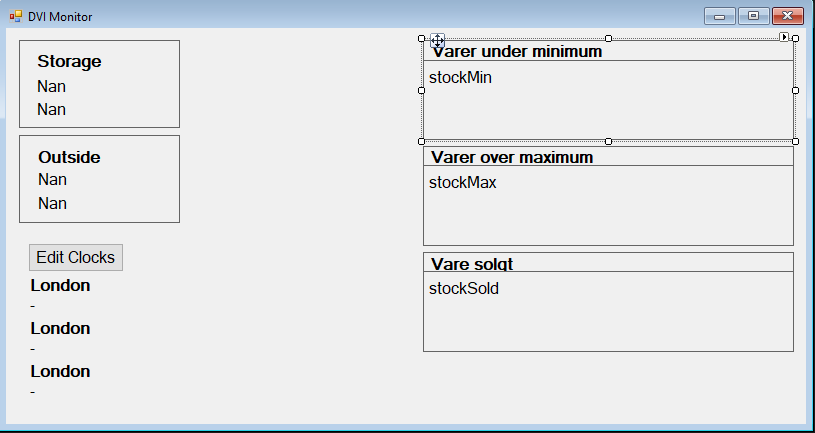 DVI Monitor
Storage
Nan
Nan
Outside
Nan
Nan
Edit Clocks
London
-
London
-
London
-
Varer under minimum
stockMin
Varer over maximum
stockMax
Vare solgt
stockSold